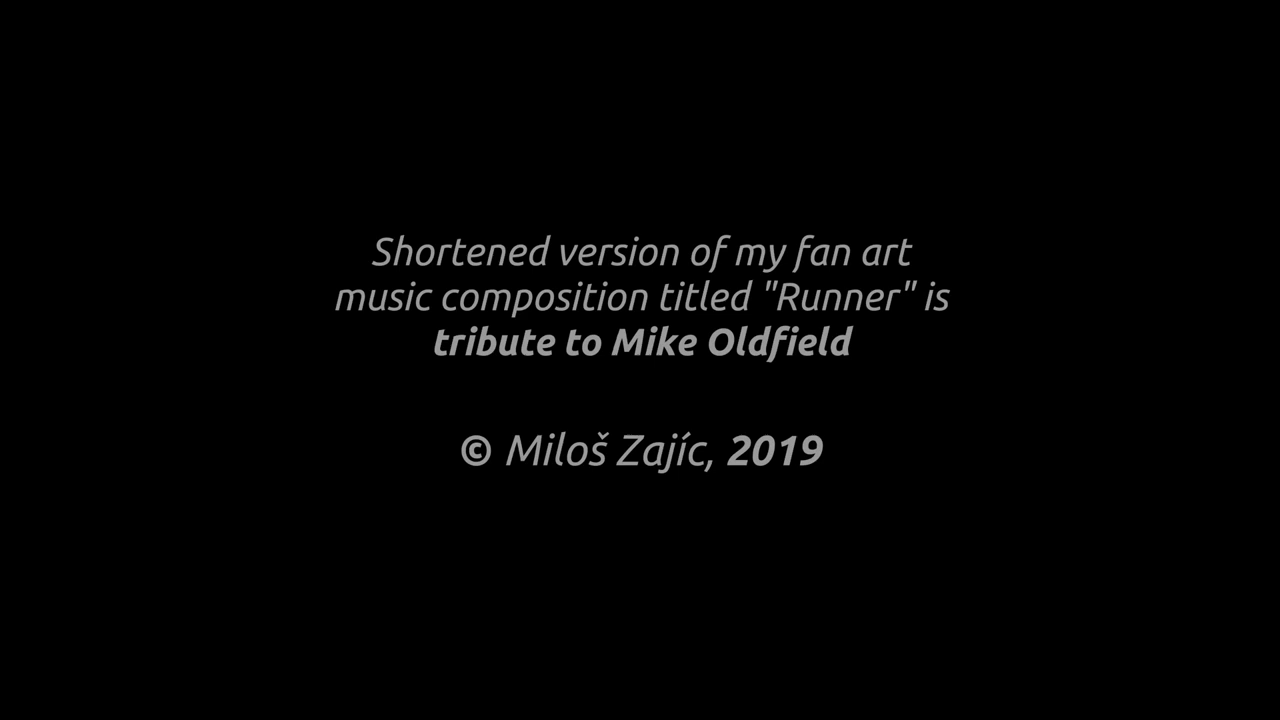 Shortened version of my fan art
music composition titled "Runner" is
tribute to Mike Oldfield
© Miloš Zajíc, 2019